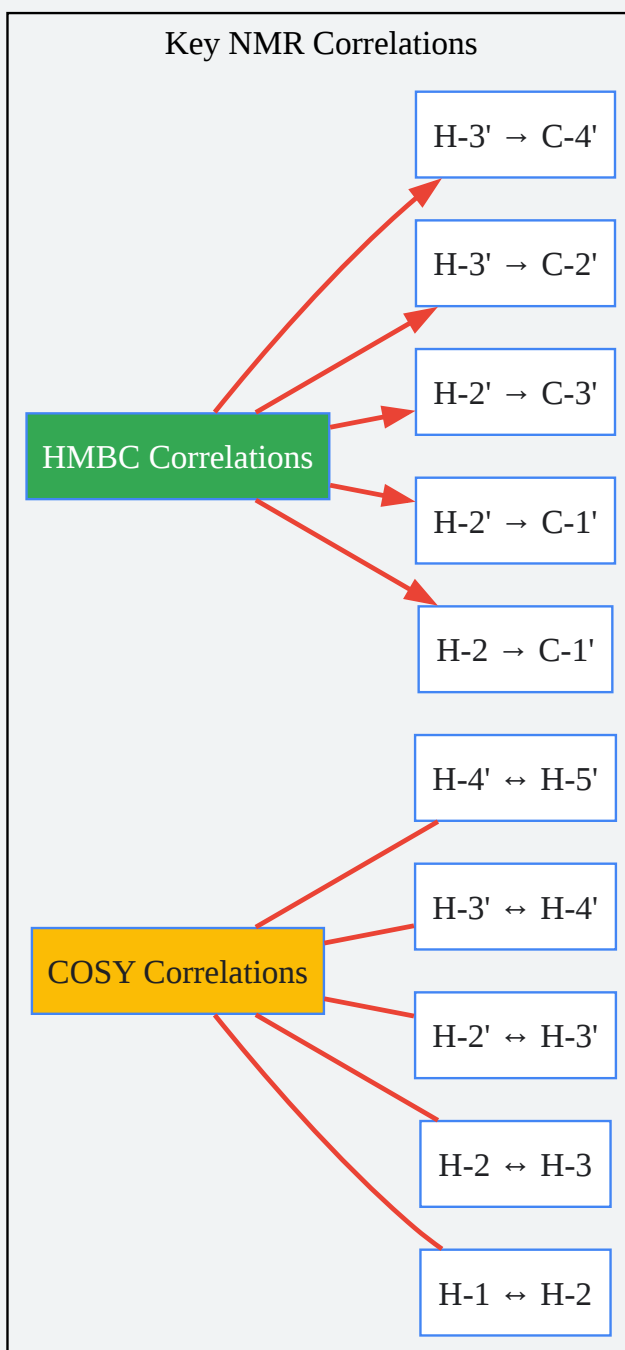 Key NMR Correlations
H-3' → C-4'
H-3' → C-2'
H-2' → C-3'
HMBC Correlations
H-2' → C-1'
H-2 → C-1'
H-4' ↔ H-5'
H-3' ↔ H-4'
COSY Correlations
H-2' ↔ H-3'
H-2 ↔ H-3
H-1 ↔ H-2